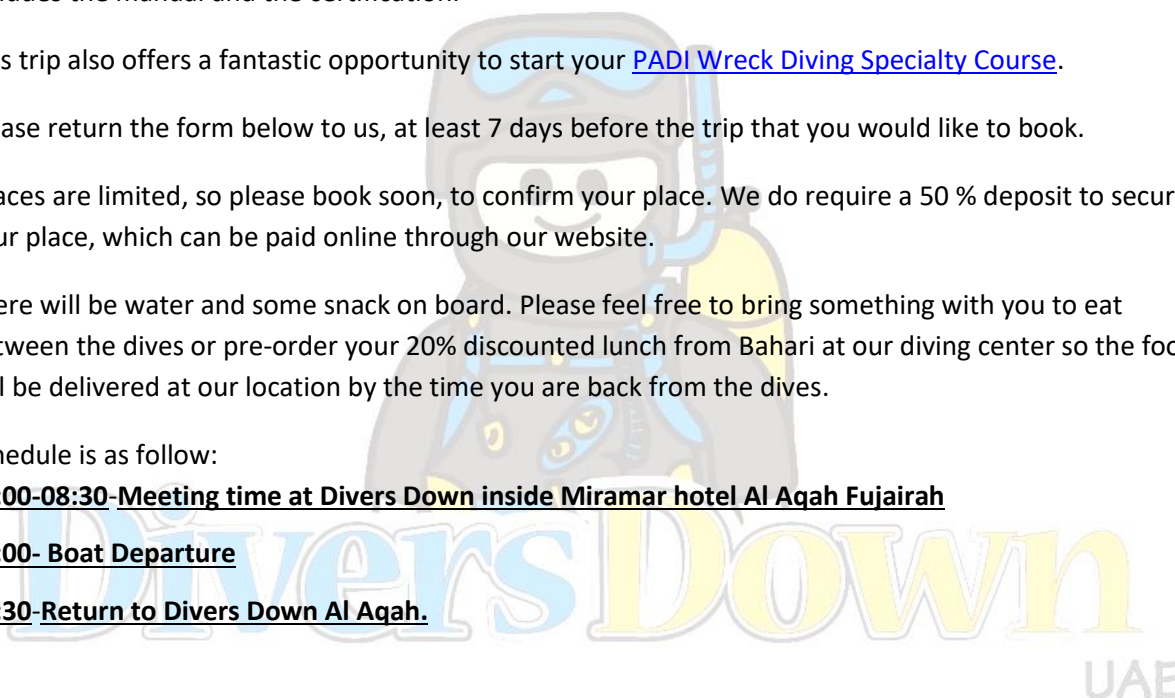 udes the manual and the certification.
s trip also offers a fantastic opportunity to start your PADI Wreck Diving Specialty Course.
ase return the form below to us, at least 7 days before the trip that you would like to book.
aces are limited, so please book soon, to confirm your place. We do require a 50 % deposit to secur
ur place, which can be paid online through our website.
ere will be water and some snack on board. Please feel free to bring something with you to eat
tween the dives or pre-order your 20% discounted lunch from Bahari at our diving center so the foo
l be delivered at our location by the time you are back from the dives.
hedule is as follow:
:00-08:30-Meeting time at Divers Down inside Miramar hotel Al Aqah Fujairah
:00- Boat Departure
:30-Return to Divers Down Al Aqah.
DiversDown
UAE